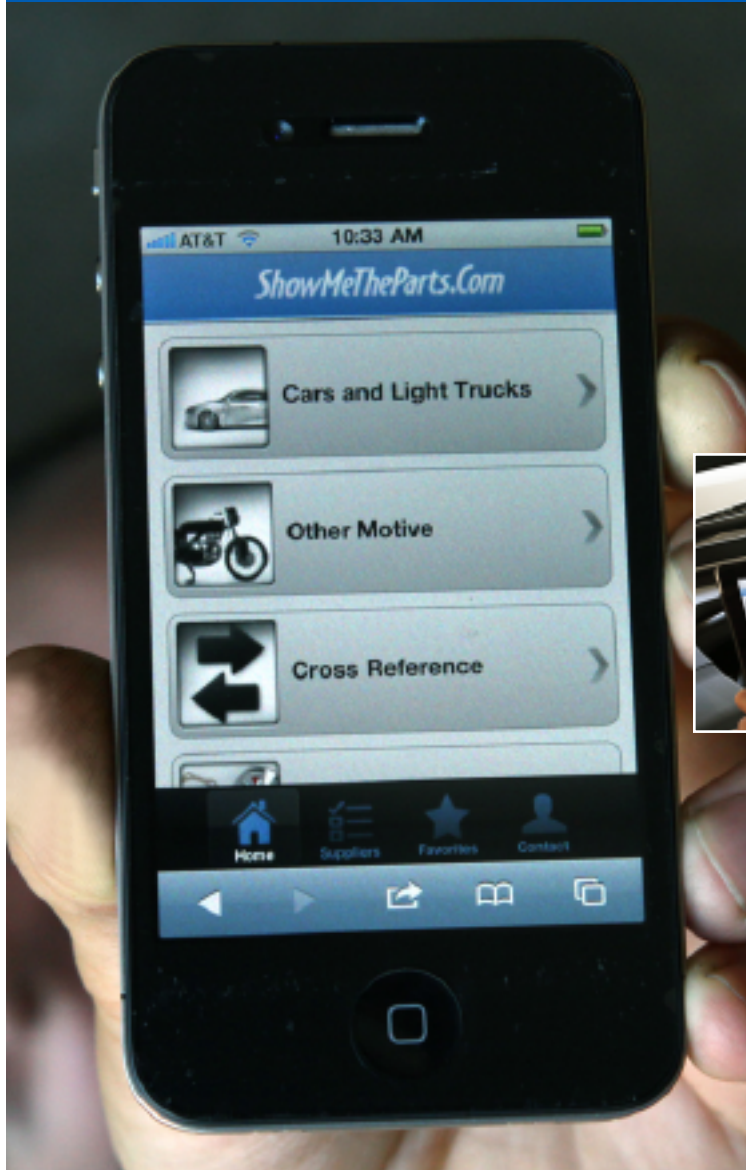 AT&T 10:33 AM
ShowMeTheParts.Com
Cars and Light Trucks
Other Motive
Cross Reference
Home Suppliers Favorites Contact